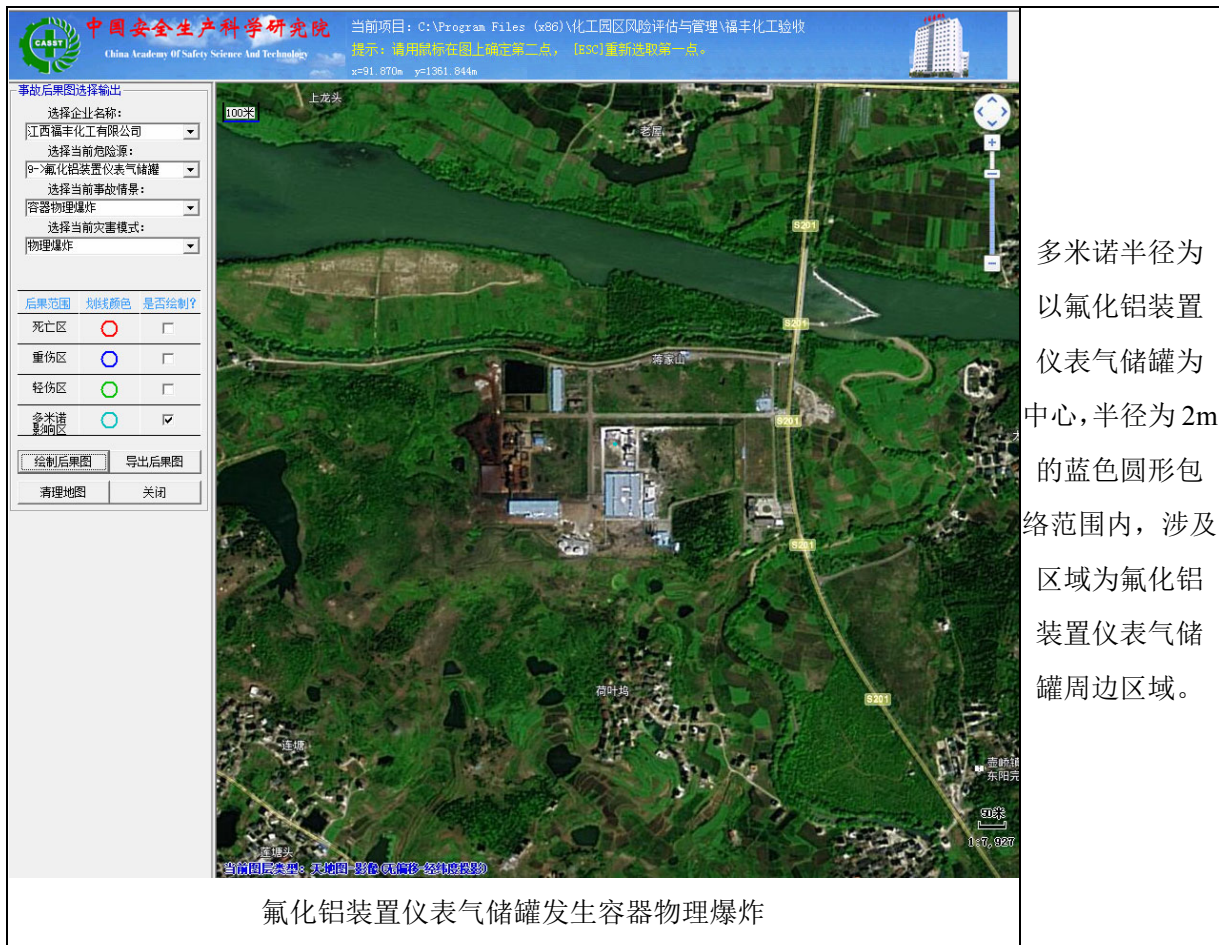 中国安全生产科学研究院
China Academy Of Safety Science And Technology
CASST
当前项目: C:\Program Files (x86)\化工园区风险评估与管理\福丰化工验收
提示: 请用鼠标在图上确定第二点, [ESC]重新选取第一点。
x=91.870m y=1361.844m
事故后果图选择输出
选择企业名称:
江西福丰化工有限公司
选择当前危险源:
9->氟化铝装置仪表气储罐
选择当前事故情景:
容器物理爆炸
选择当前灾害模式:
物理爆炸
后果范围 划线颜色 是否绘制?
死亡区
重伤区
轻伤区
多米诺
影响区
绘制后果图 导出后果图
清理地图 关闭
100米
上龙头
老屋
S201
S201
蒋家山
S201
S201
荷叶坞
S201
连塘
壶峤镇
东阳完
莲塘头
90米
1:7,927
当前图层类型: 天地图-影像(无偏移-经纬度投影)
多米诺半径为
以氟化铝装置
仪表气储罐为
中心，半径为 2m
的蓝色圆形包
络范围内，涉及
区域为氟化铝
装置仪表气储
罐周边区域。
氟化铝装置仪表气储罐发生容器物理爆炸